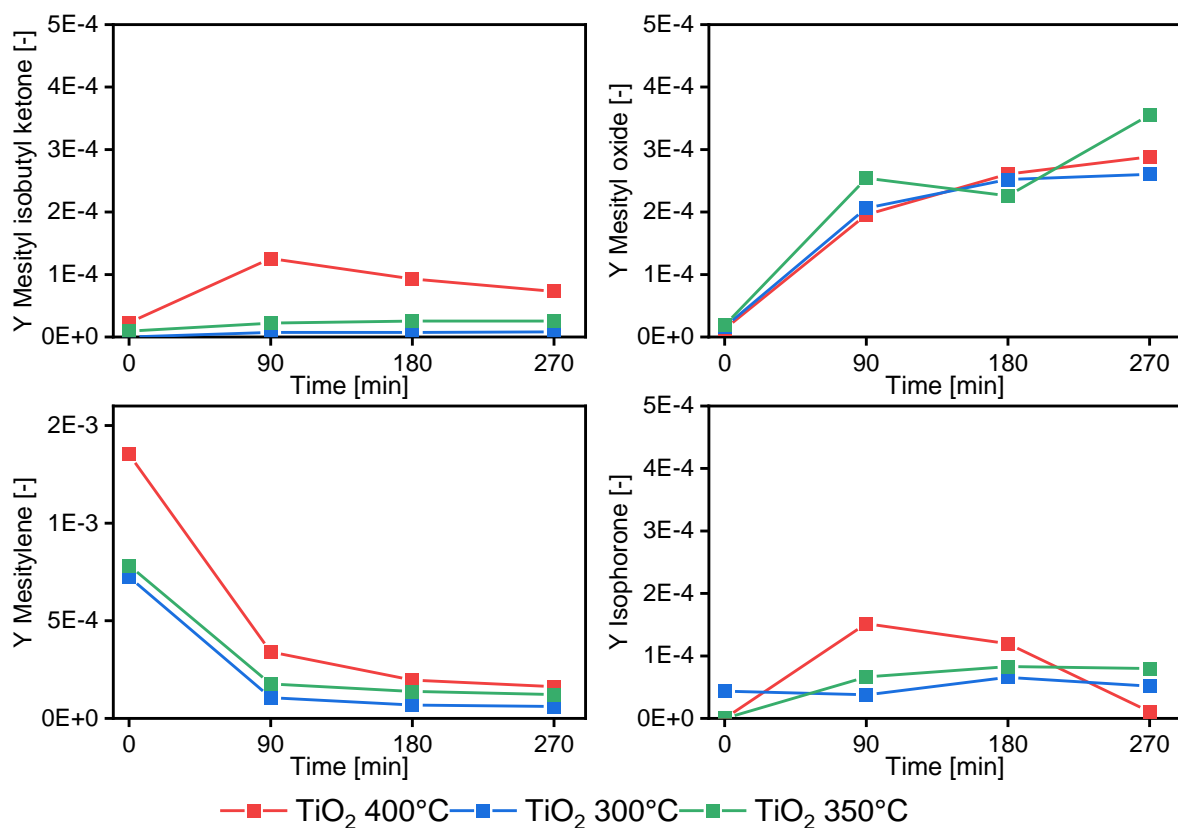 Y Mesityl isobutyl ketone [-]
5E-4
4E-4
3E-4
2E-4
1E-4
0E+0
0 90 180 270
Time [min]
Y Mesityl oxide [-]
5E-4
4E-4
3E-4
2E-4
1E-4
0E+0
0 90 180 270
Time [min]
Y Mesitylene [-]
2E-3
1E-3
5E-4
0E+0
0 90 180 270
Time [min]
Y Isophorone [-]
5E-4
4E-4
3E-4
2E-4
1E-4
0E+0
0 90 180 270
Time [min]
TiO₂ 400°C TiO₂ 300°C TiO₂ 350°C